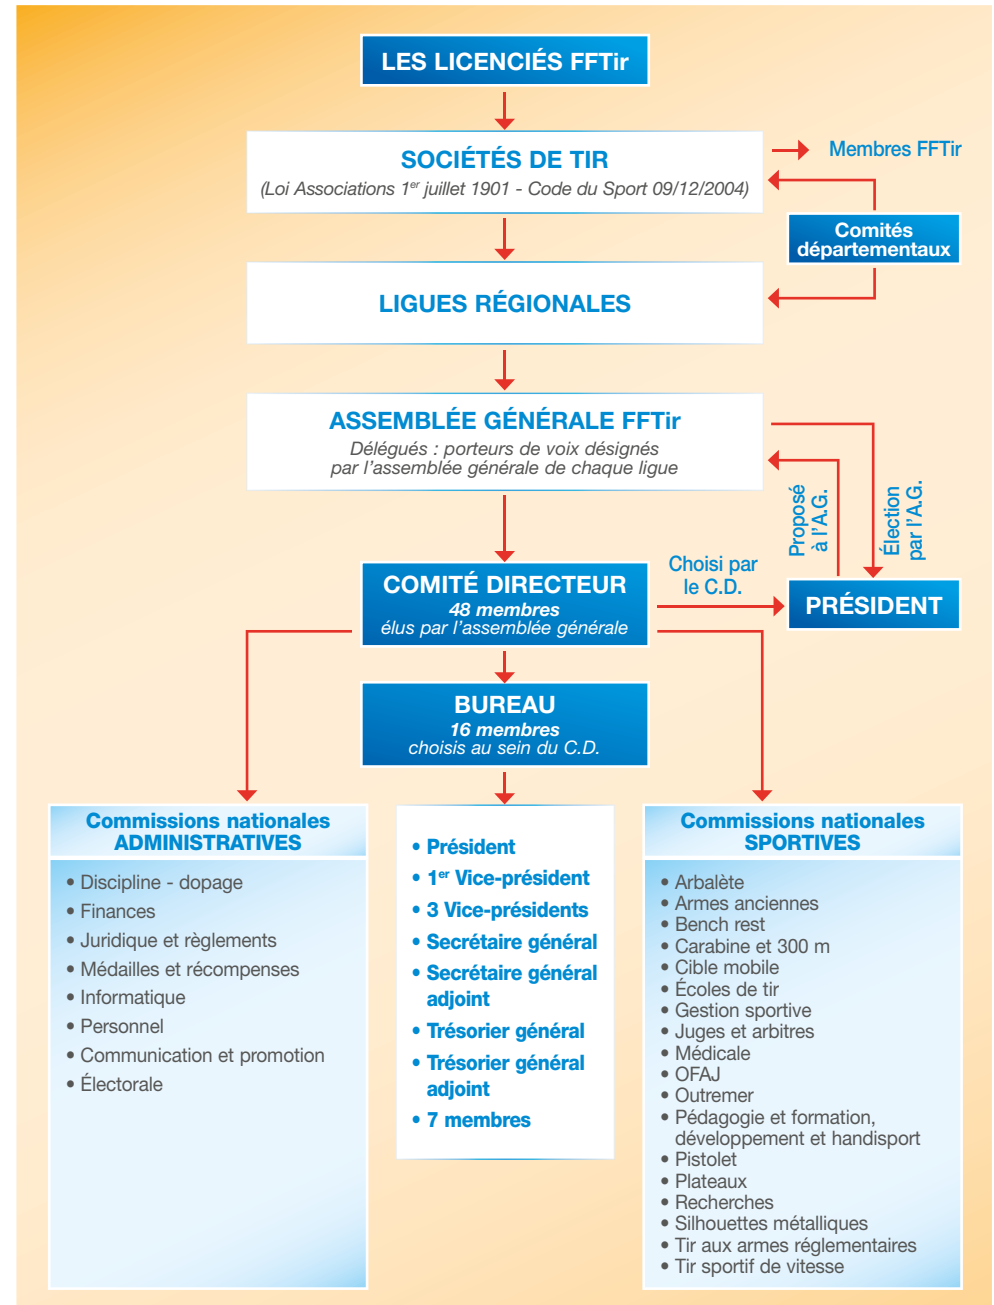 LES LICENCIÉS FFTir
SOCIÉTÉS DE TIR
(Loi Associations 1er juillet 1901 - Code du Sport 09/12/2004)
Membres FFTir
Comités
départementaux
LIGUES RÉGIONALES
ASSEMBLÉE GÉNÉRALE FFTir
Délégués : porteurs de voix désignés
par l'assemblée générale de chaque ligue
Proposé
à l'A.G.
Élection
par l'A.G.
COMITÉ DIRECTEUR
48 membres
élus par l'assemblée générale
Choisi par
le C.D.
PRÉSIDENT
BUREAU
16 membres
choisis au sein du C.D.
Commissions nationales
ADMINISTRATIVES
• Discipline - dopage
• Finances
• Juridique et règlements
• Médailles et récompenses
• Informatique
• Personnel
• Communication et promotion
• Électorale
• Président
• 1er Vice-président
• 3 Vice-présidents
• Secrétaire général
• Secrétaire général
adjoint
• Trésorier général
• Trésorier général
adjoint
• 7 membres
Commissions nationales
SPORTIVES
• Arbalète
• Armes anciennes
• Bench rest
• Carabine et 300 m
• Cible mobile
• Écoles de tir
• Gestion sportive
• Juges et arbitres
• Médicale
• OFAJ
• Outremer
• Pédagogie et formation,
développement et handisport
• Pistolet
• Plateaux
• Recherches
• Silhouettes métalliques
• Tir aux armes réglementaires
• Tir sportif de vitesse